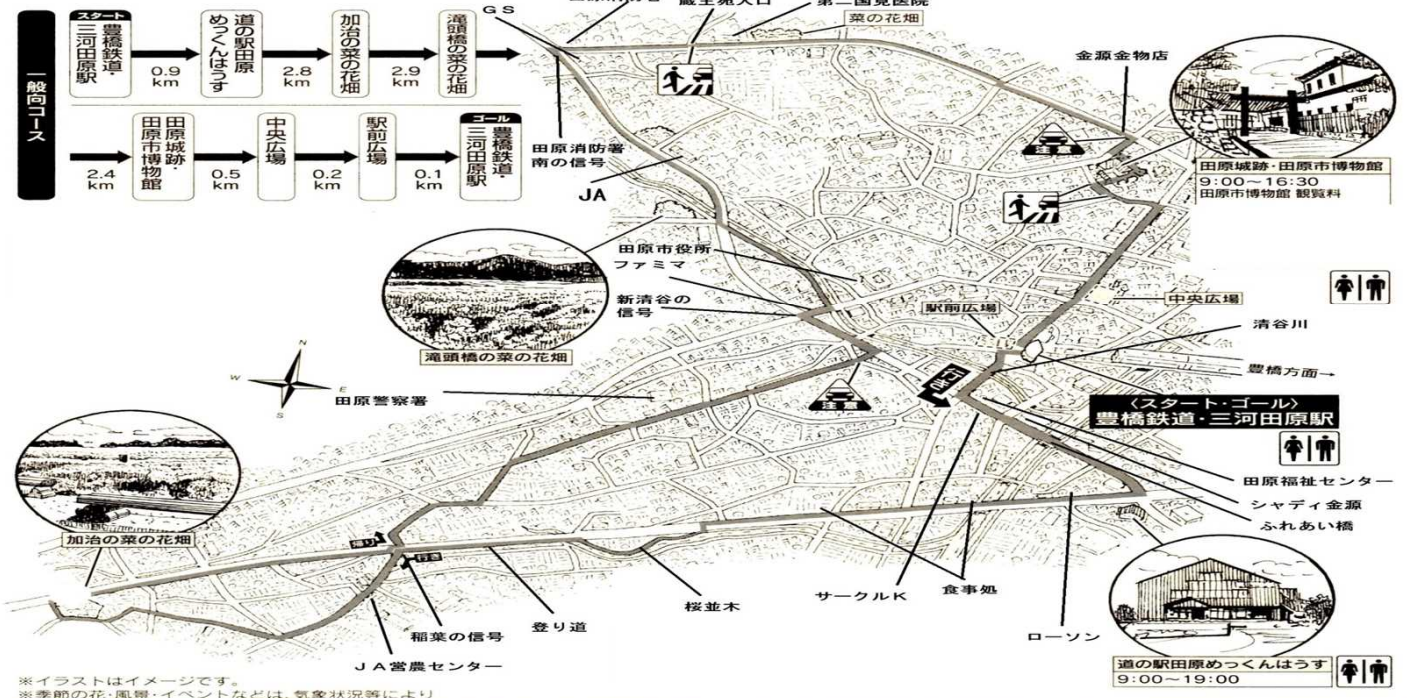 一般向コース
スタート
豊橋鉄道・
三河田原駅
0.9
km
道の駅田原
めっくんはうす
2.8
km
加治の菜の花畑
2.9
km
滝頭橋の菜の花畑
2.4
km
田原城跡・
田原市博物館
0.5
km
中央広場
0.2
km
駅前広場
0.1
km
ゴール
豊橋鉄道・
三河田原駅
GS
蔵王苑入口
第二国見医院
菜の花畑
金源金物店
注意
田原城跡・田原市博物館
9:00～16:30
田原市博物館 観覧料
田原消防署
南の信号
JA
田原市役所
ファミマ
新清谷の
信号
滝頭橋の菜の花畑
駅前広場
中央広場
清谷川
豊橋方面→
N
W
E
S
田原警察署
注意
行き
〈スタート・ゴール〉
豊橋鉄道・三河田原駅
田原福祉センター
シャディ金源
ふれあい橋
加治の菜の花畑
帰り
行き
稲葉の信号
登り道
桜並木
サークルK
食事処
ローソン
JA営農センター
道の駅田原めっくんはうす
9:00～19:00
※イラストはイメージです。
※季節の花・風景・イベントなどは、気象状況等により